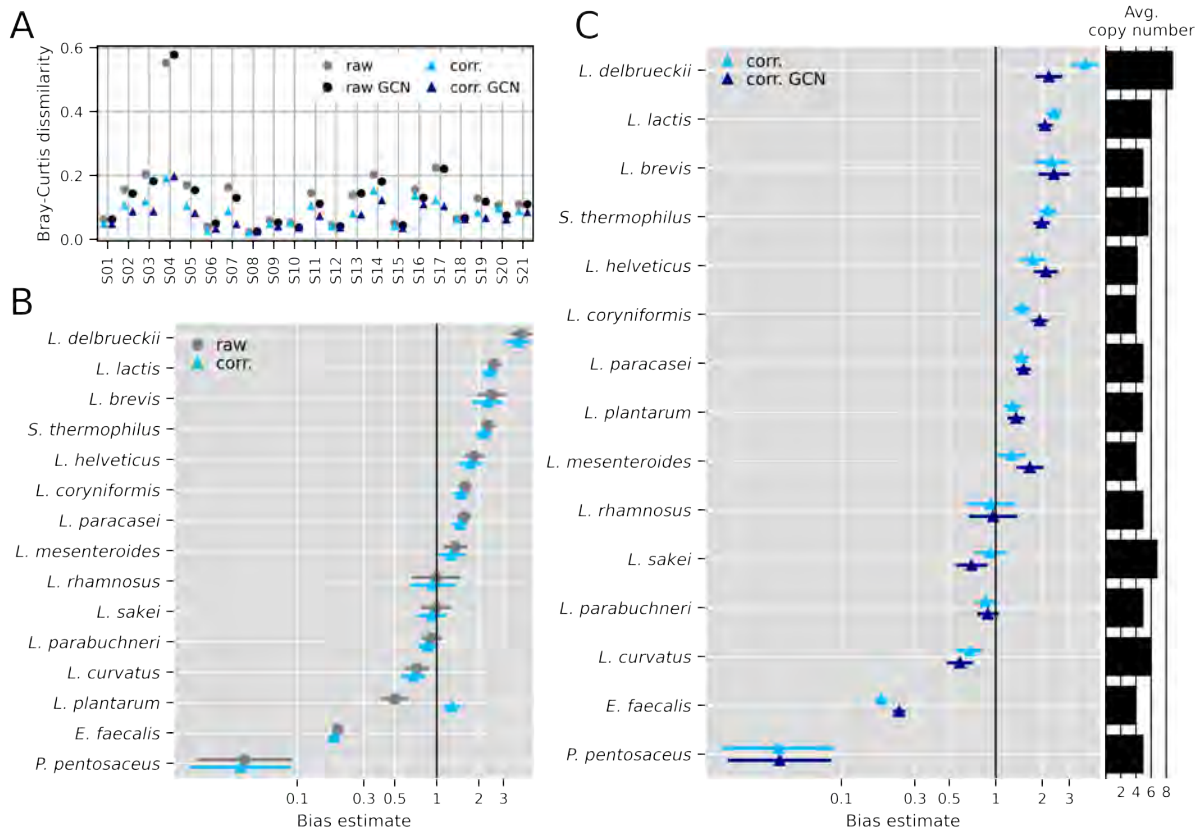 A
Bray-Curtis dissmilarity
0.6
0.4
0.2
0.0
raw
raw GCN
corr.
corr. GCN
S01
S02
S03
S04
S05
S06
S07
S08
S09
S10
S11
S12
S13
S14
S15
S16
S17
S18
S19
S20
S21
B
raw
corr.
L. delbrueckii
L. lactis
L. brevis
S. thermophilus
L. helveticus
L. coryniformis
L. paracasei
L. mesenteroides
L. rhamnosus
L. sakei
L. parabuchneri
L. curvatus
L. plantarum
E. faecalis
P. pentosaceus
0.1 0.3 0.5 1 2 3
Bias estimate
C
Avg.
copy number
corr.
corr. GCN
L. delbrueckii
L. lactis
L. brevis
S. thermophilus
L. helveticus
L. coryniformis
L. paracasei
L. plantarum
L. mesenteroides
L. rhamnosus
L. sakei
L. parabuchneri
L. curvatus
E. faecalis
P. pentosaceus
0.1 0.3 0.5 1 2 3
2 4 6 8
Bias estimate